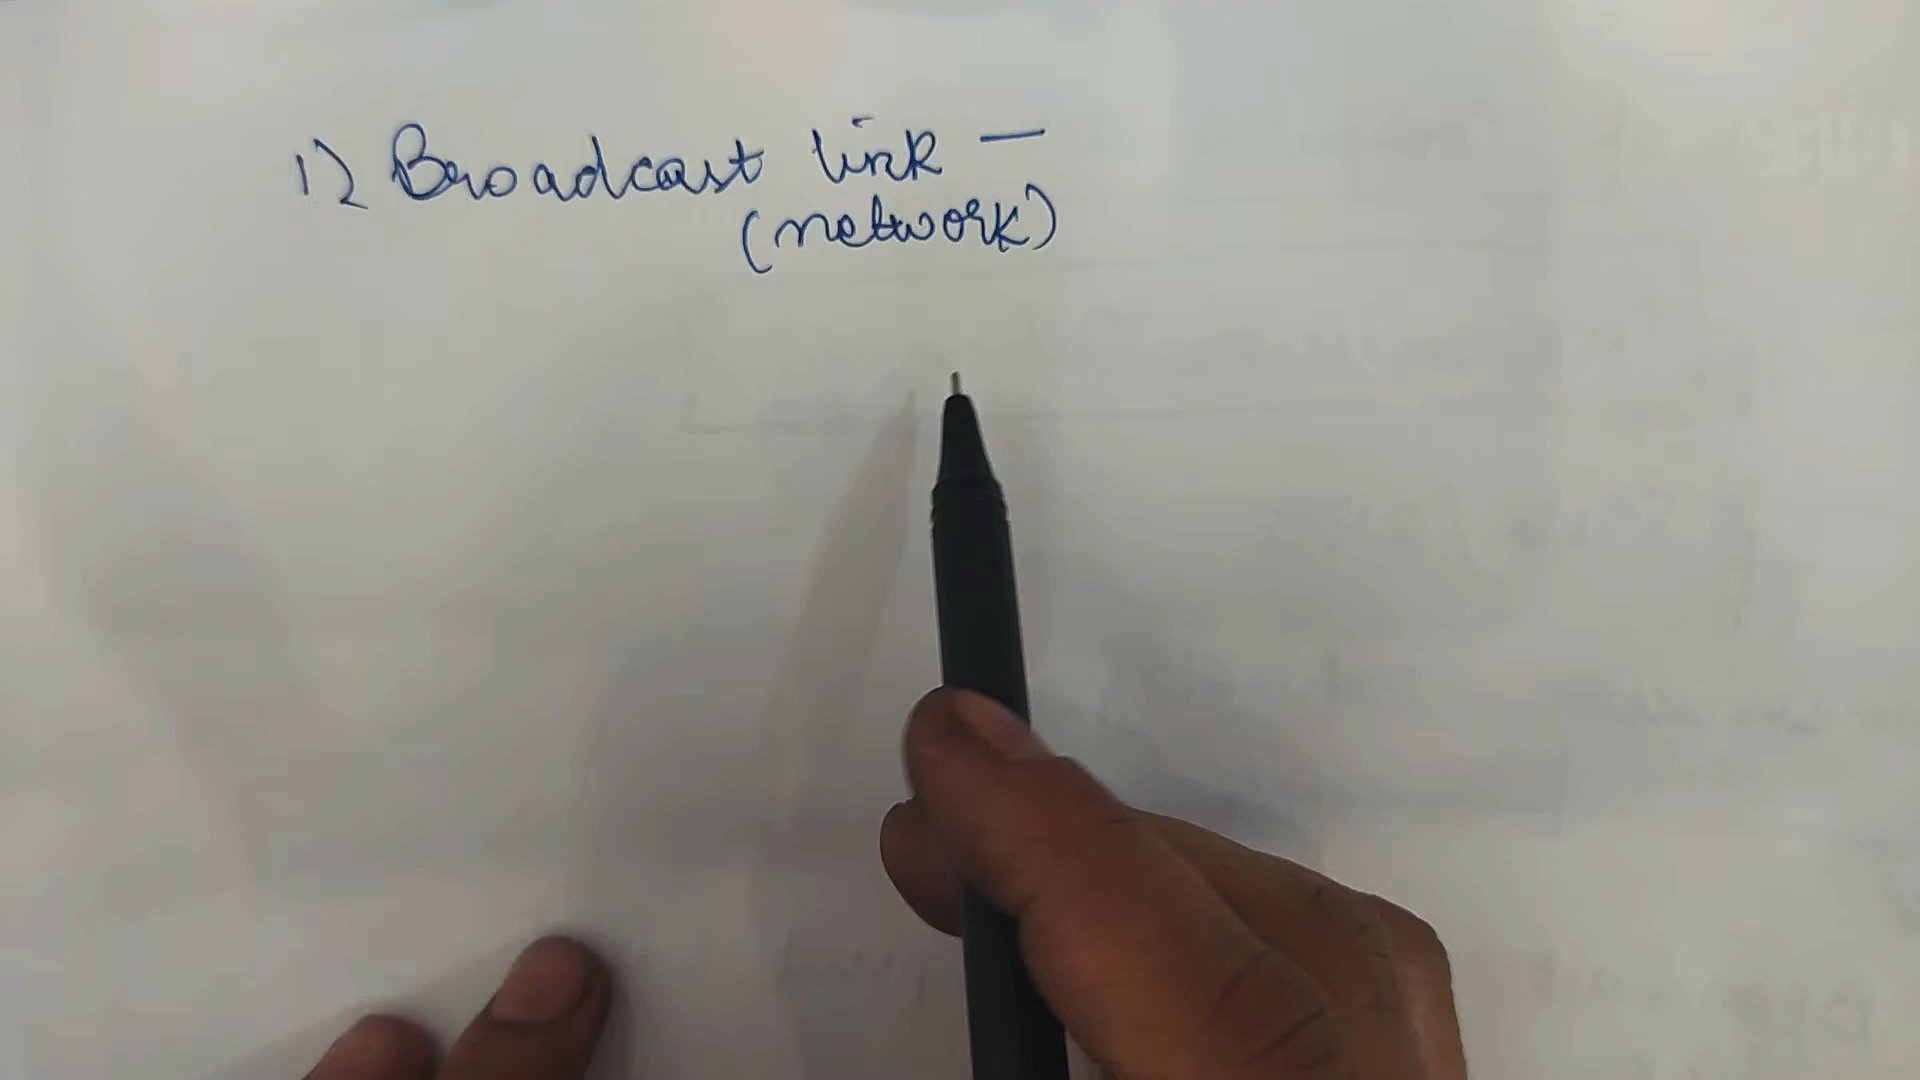 1) Broadcast link —
(network)